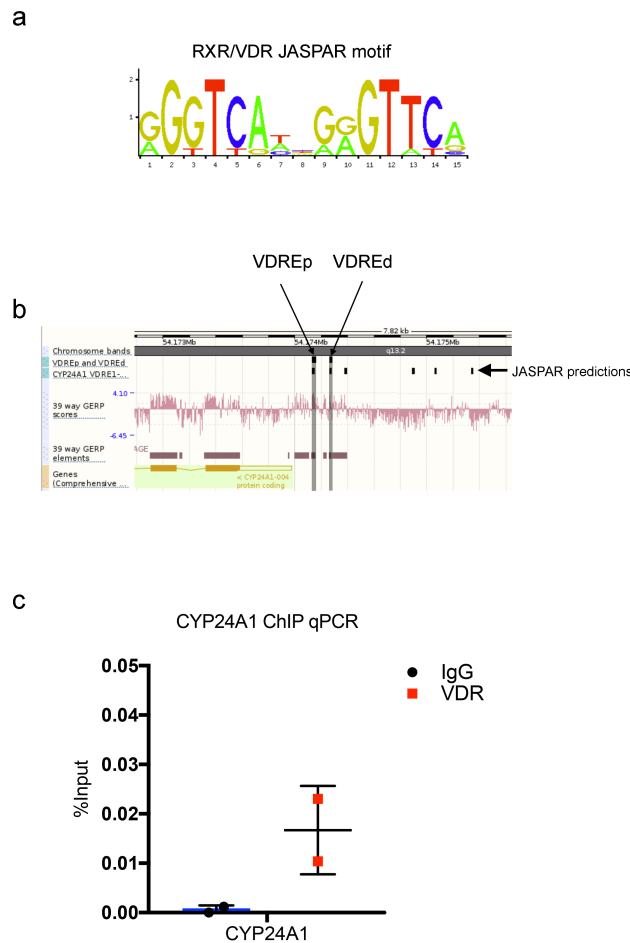 a
RXR/VDR JASPAR motif
2
1
1 2 3 4 5 6 7 8 9 10 11 12 13 14 15
VDREp VDREd
b
7.82 kb
54.173Mb 54.174Mb 54.175Mb
Chromosome bands q13.2
VDREp and VDREd
CYP24A1 VDRE1-...
JASPAR predictions
4.10
39 way GERP
scores
-6.45
39 way GERP
elements
AGE
Genes
(Comprehensive ...
< CYP24A1-004
protein coding
c
CYP24A1 ChIP qPCR
0.05
0.04
0.03
0.02
0.01
0.00
%Input
IgG
VDR
CYP24A1